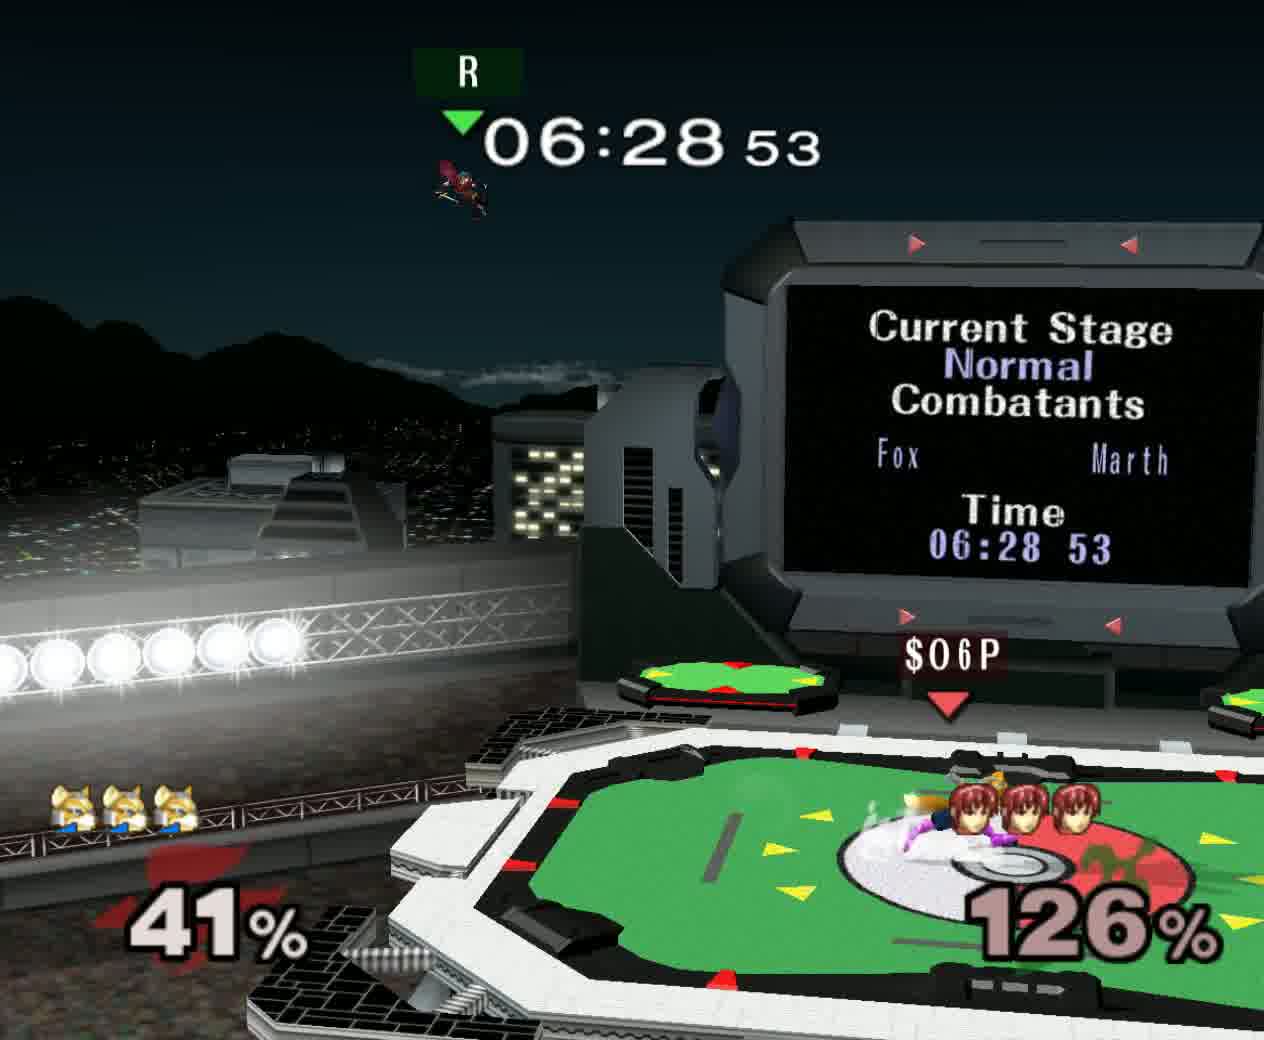 R
06:28 53
Current Stage
Normal
Combatants
Fox Marth
Time
06:28 53
$06P
41%
126%